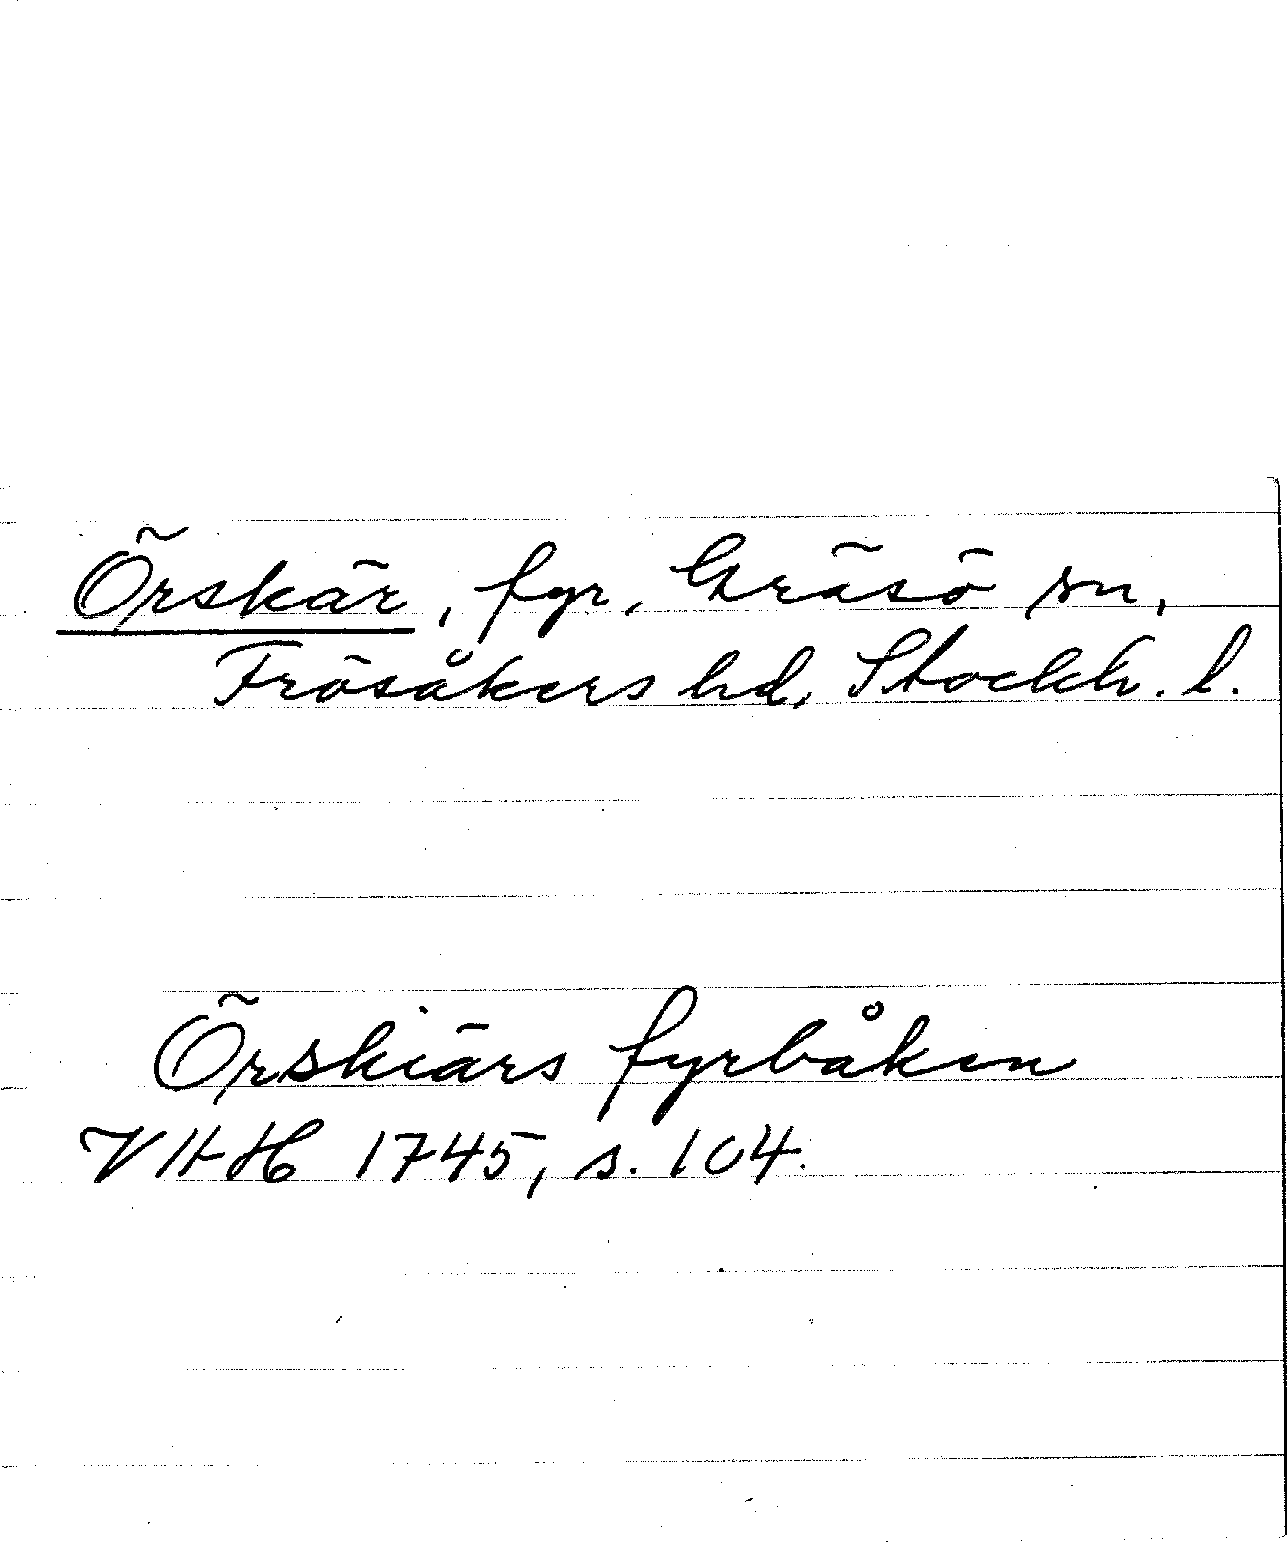 Örskär, fyr, Gräsö sn,
Frösåkers hd, Stockh. l.
Örskiärs fyrbåken
VAH 1745, s. 104.